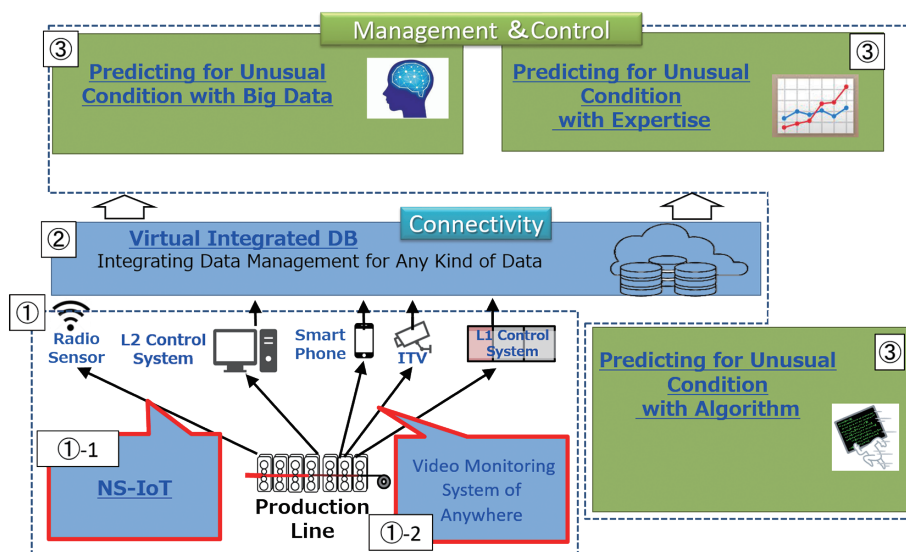 Management &Control
③
Predicting for Unusual
Condition with Big Data
③
Predicting for Unusual
Condition
with Expertise
②
Connectivity
Virtual Integrated DB
Integrating Data Management for Any Kind of Data
①
Radio
Sensor
L2 Control
System
Smart
Phone
ITV
L1 Control
System
③
Predicting for Unusual
Condition
with Algorithm
①-1
NS-IoT
Production
Line
Video Monitoring
System of
Anywhere
①-2